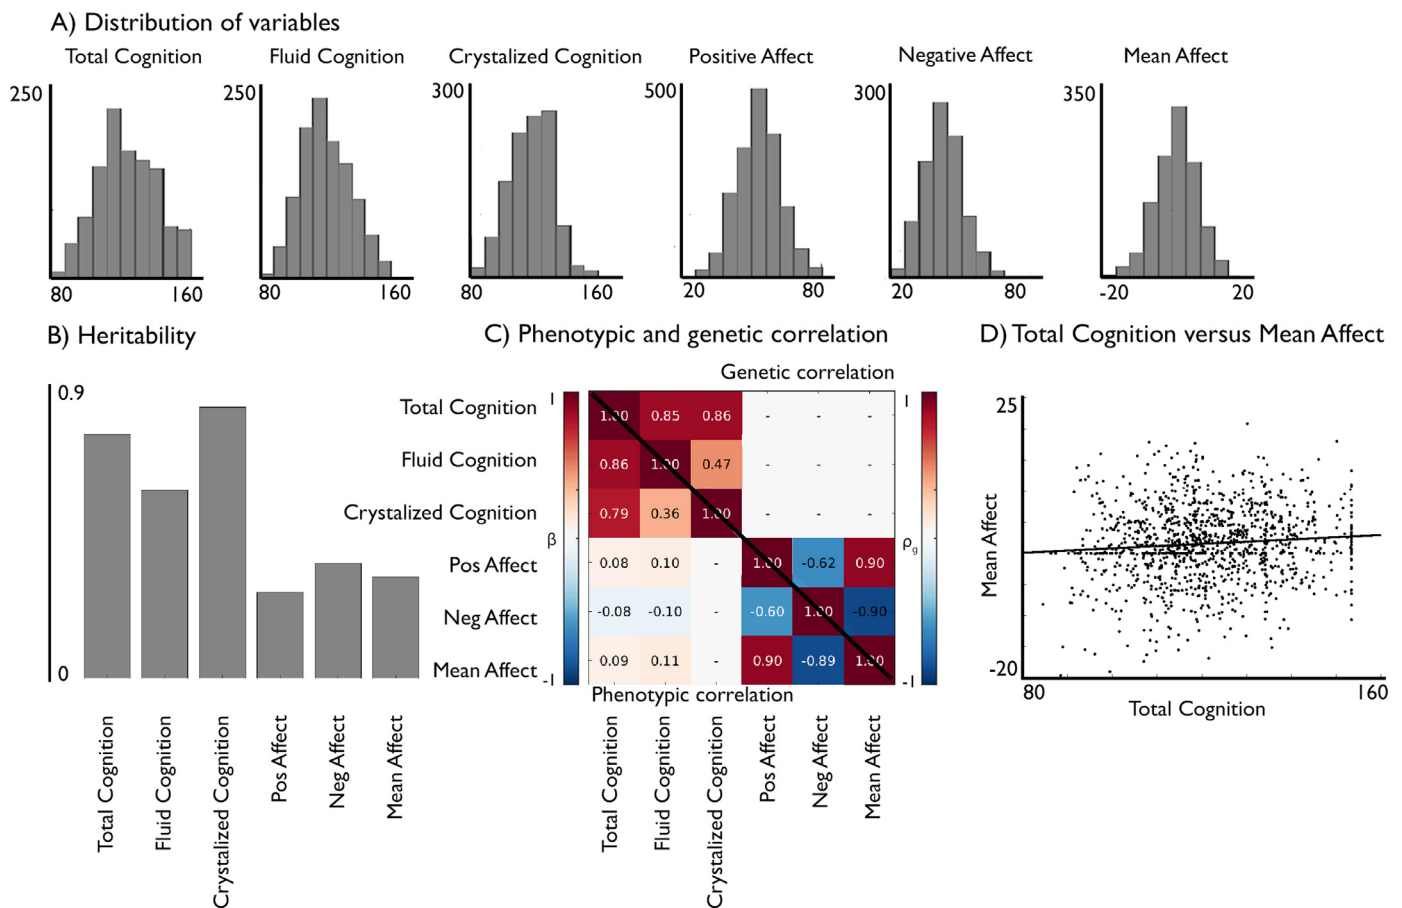 A) Distribution of variables
Total Cognition
Fluid Cognition
Crystalized Cognition
Positive Affect
Negative Affect
Mean Affect
250
250
300
500
300
350
80 160
80 160
80 160
20 80
20 80
-20 20
B) Heritability
0.9
0
Total Cognition
Fluid Cognition
Crystalized Cognition
Pos Affect
Neg Affect
Mean Affect
C) Phenotypic and genetic correlation
Genetic correlation
Total Cognition
Fluid Cognition
Crystalized Cognition
Pos Affect
Neg Affect
Mean Affect
1
β
-1
1.00 0.85 0.86 - - -
0.86 1.00 0.47 - - -
0.79 0.36 1.00 - - -
0.08 0.10 - 1.00 -0.62 0.90
-0.08 -0.10 - -0.60 1.00 -0.90
0.09 0.11 - 0.90 -0.89 1.00
1
ρg
-1
Phenotypic correlation
Total Cognition
Fluid Cognition
Crystalized Cognition
Pos Affect
Neg Affect
Mean Affect
D) Total Cognition versus Mean Affect
25
Mean Affect
-20
80 160
Total Cognition